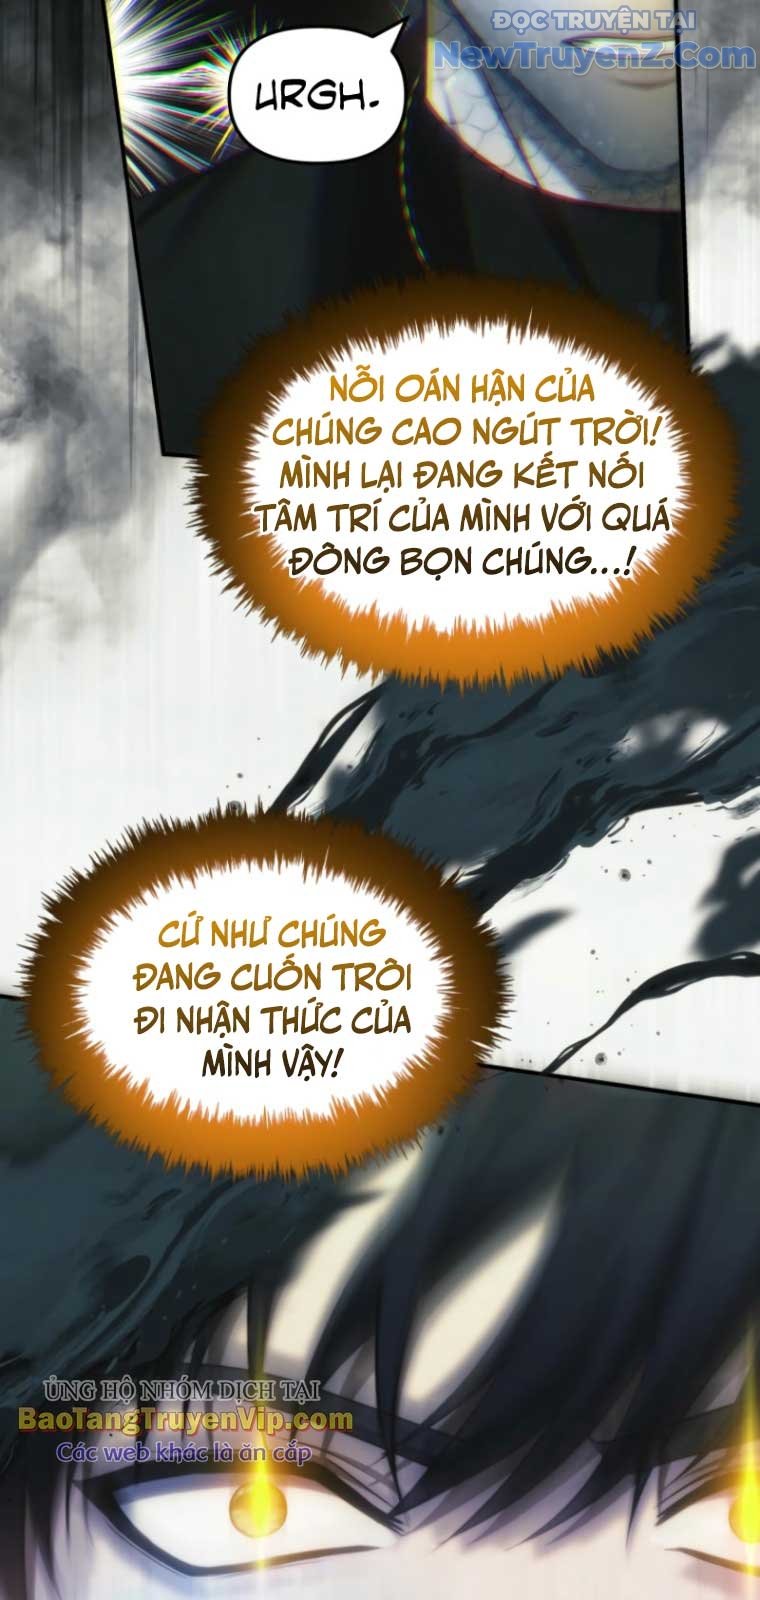 ĐỌC TRUYỆN TẠI
NewTruyenZ.com
URGH.
NỖI OÁN HẬN CỦA
CHÚNG CAO NGÚT TRỜI!
MÌNH LẠI ĐANG KẾT NỐI
TÂM TRÍ CỦA MÌNH VỚI QUÁ
ĐÔNG BỌN CHÚNG...!
CỨ NHƯ CHÚNG
ĐANG CUỐN TRÔI
ĐI NHẬN THỨC CỦA
MÌNH VẬY!
ỦNG HỘ NHÓM DỊCH TẠI
BaoTangTruyenVip.com
Các web khác là ăn cắp